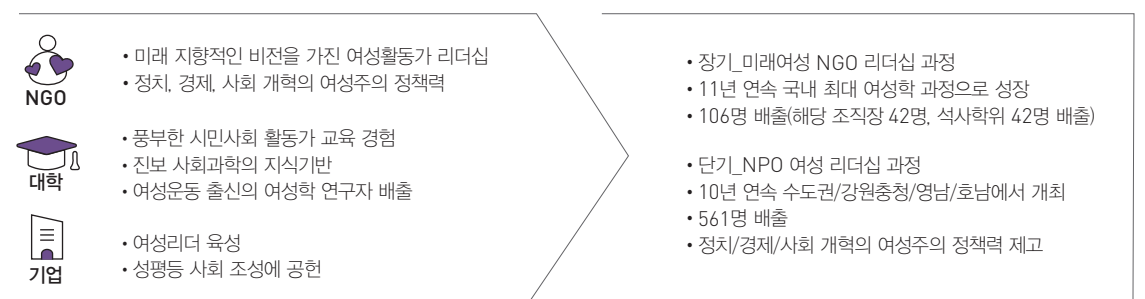 NGO
• 미래 지향적인 비전을 가진 여성활동가 리더십
• 정치, 경제, 사회 개혁의 여성주의 정책력
대학
• 풍부한 시민사회 활동가 교육 경험
• 진보 사회과학의 지식기반
• 여성운동 출신의 여성학 연구자 배출
기업
• 여성리더 육성
• 성평등 사회 조성에 공헌
• 장기_미래여성 NGO 리더십 과정
• 11년 연속 국내 최대 여성학 과정으로 성장
• 106명 배출(해당 조직장 42명, 석사학위 42명 배출)
• 단기_NPO 여성 리더십 과정
• 10년 연속 수도권/강원충청/영남/호남에서 개최
• 561명 배출
• 정치/경제/사회 개혁의 여성주의 정책력 제고